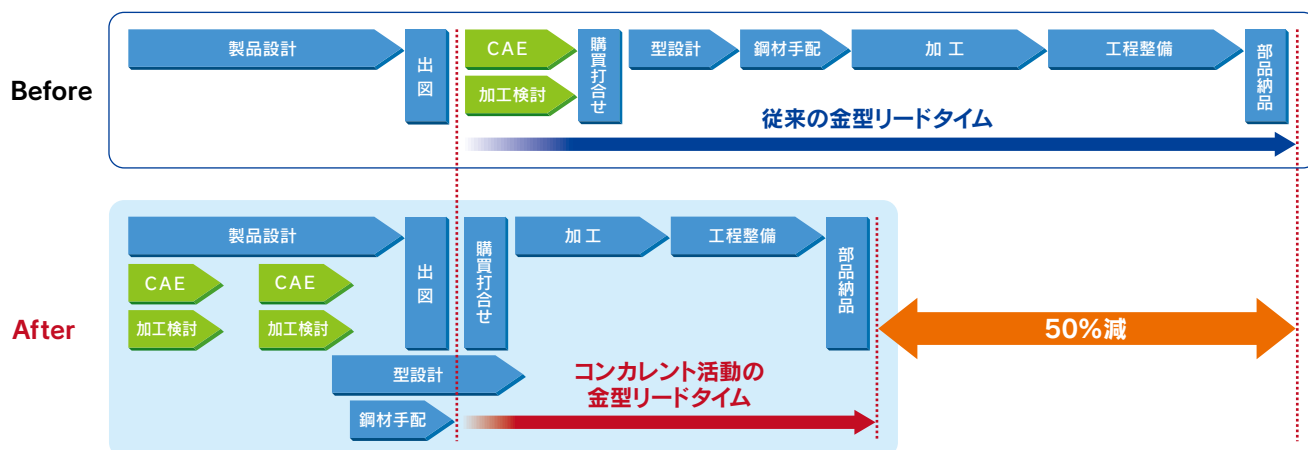 製品設計
出図
CAE
加工検討
購買打合せ
型設計
鋼材手配
加工
工程整備
部品納品
Before
従来の金型リードタイム
製品設計
出図
購買打合せ
加工
工程整備
部品納品
CAE
CAE
加工検討
加工検討
After
50%減
型設計
鋼材手配
コンカレント活動の
金型リードタイム